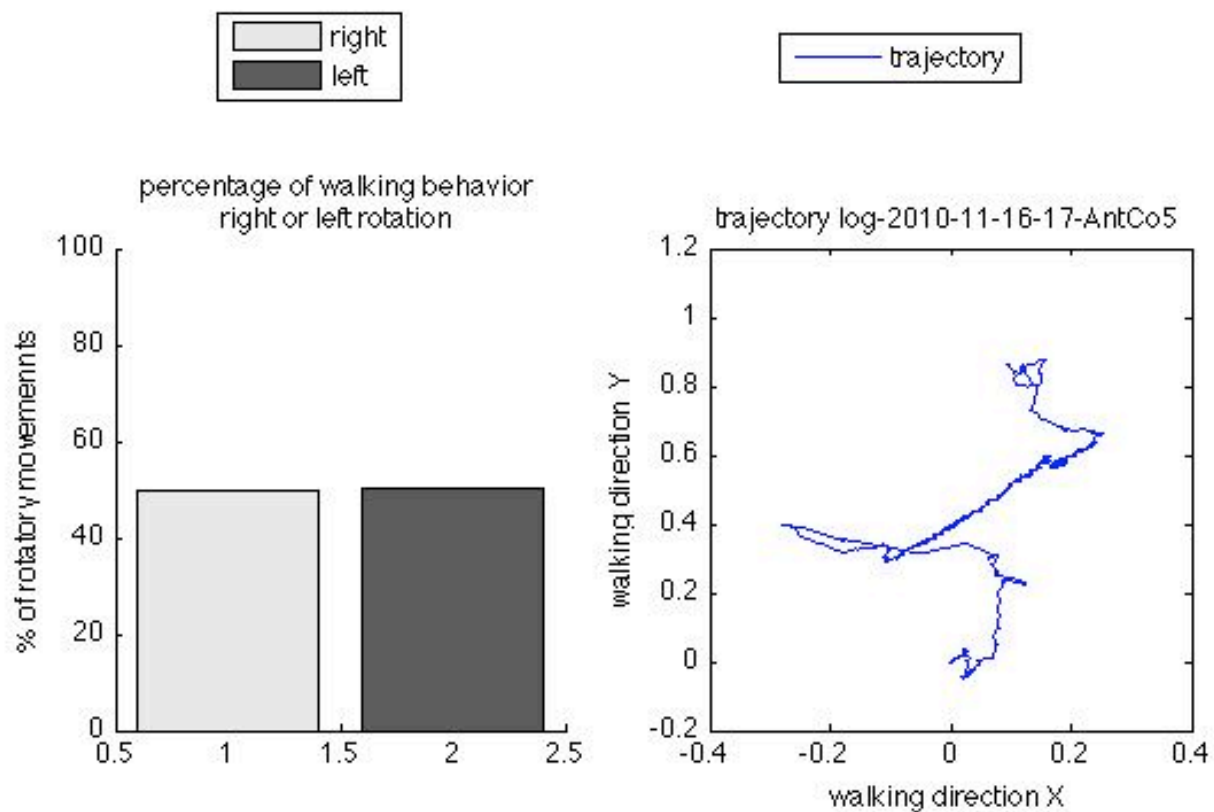 right
left
trajectory
percentage of walking behavior
right or left rotation
100
80
60
40
20
0
0.5
1
1.5
2
2.5
% of rotatory movemennts
trajectory log-2010-11-16-17-AntCo5
1.2
1
0.8
0.6
0.4
0.2
0
-0.2
-0.4
-0.2
0
0.2
0.4
walking direction Y
walking direction X